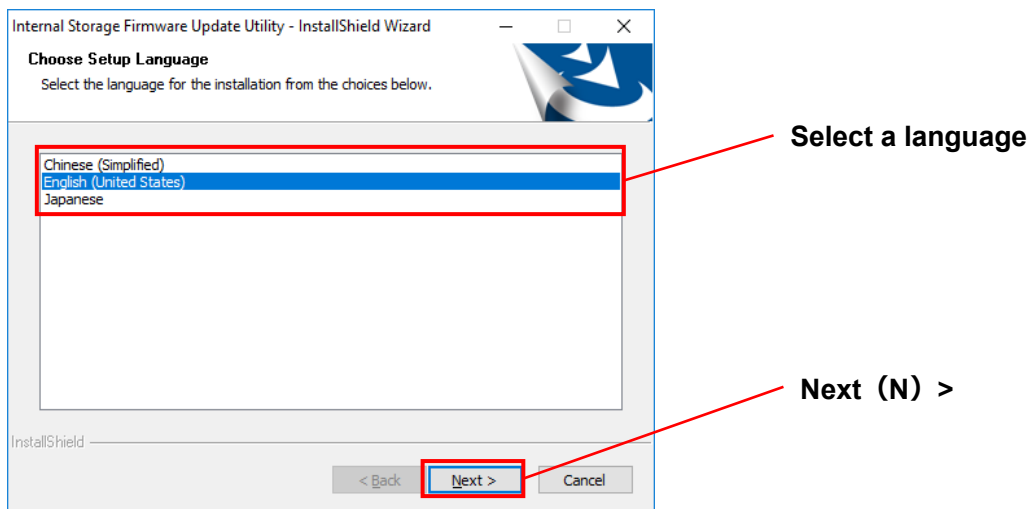 Internal Storage Firmware Update Utility - InstallShield Wizard
Choose Setup Language
Select the language for the installation from the choices below.
Select a language
Chinese (Simplified)
English (United States)
Japanese
Next（N）>
InstallShield
< Back
Next >
Cancel